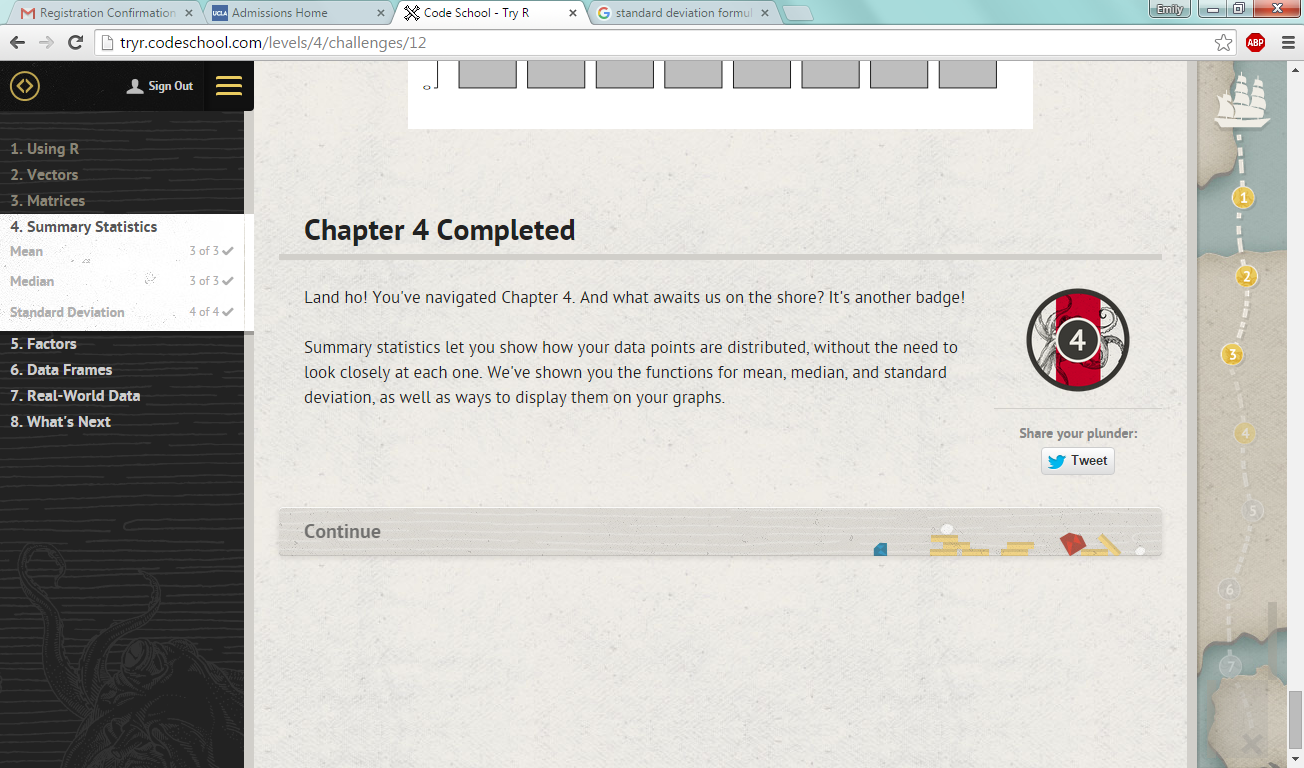 Registration Confirmation
Admissions Home
Code School - Try R
standard deviation formul
Emily
tryr.codeschool.com/levels/4/challenges/12
ABP
Sign Out
1. Using R
2. Vectors
3. Matrices
4. Summary Statistics
Mean 3 of 3
Median 3 of 3
Standard Deviation 4 of 4
5. Factors
6. Data Frames
7. Real-World Data
8. What's Next
0
Chapter 4 Completed
Land ho! You've navigated Chapter 4. And what awaits us on the shore? It's another badge!
Summary statistics let you show how your data points are distributed, without the need to
look closely at each one. We've shown you the functions for mean, median, and standard
deviation, as well as ways to display them on your graphs.
4
Share your plunder:
Tweet
Continue
1
2
3
4
5
6
7